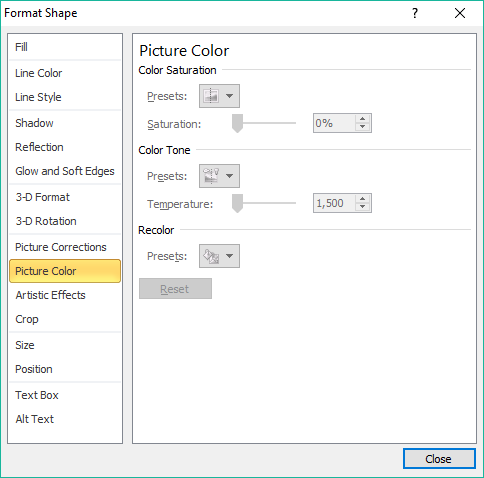 Format Shape
?
Fill
Line Color
Line Style
Shadow
Reflection
Glow and Soft Edges
3-D Format
3-D Rotation
Picture Corrections
Picture Color
Artistic Effects
Crop
Size
Position
Text Box
Alt Text
Picture Color
Color Saturation
Presets:
Saturation: 0%
Color Tone
Presets:
Temperature: 1,500
Recolor
Presets:
Reset
Close